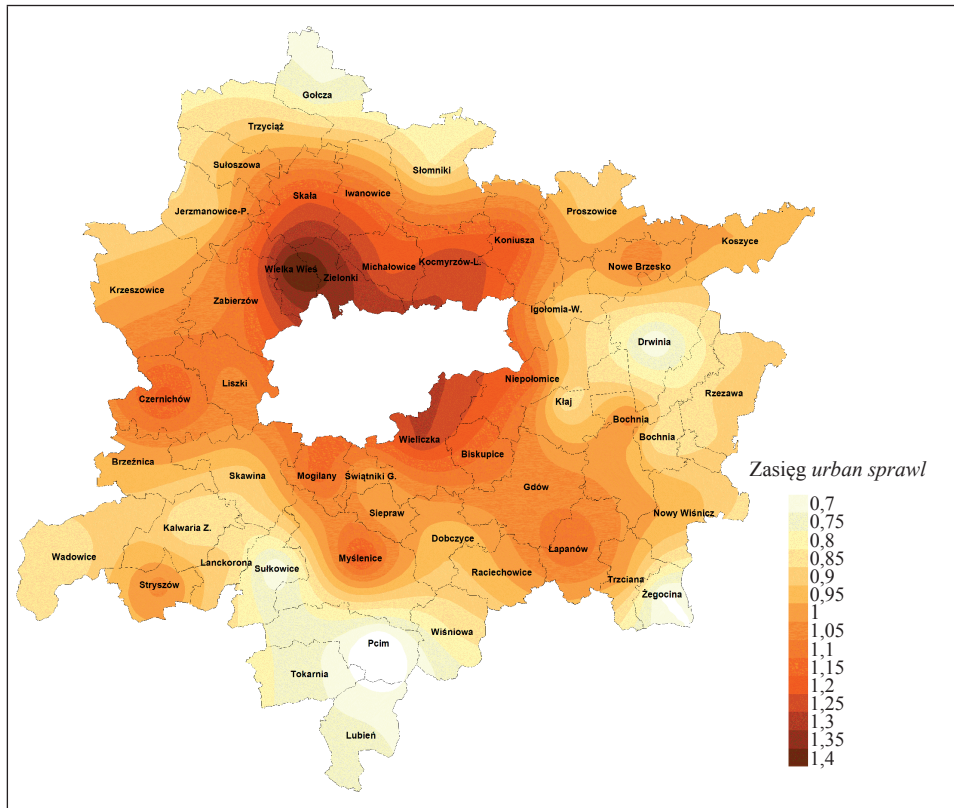 Gołcza
Trzyciąż
Sułoszowa
Słomniki
Skała
Iwanowice
Jerzmanowice-P.
Proszowice
Koniusza
Koszyce
Wielka Wieś
Zielonki
Michałowice
Kocmyrzów-L.
Nowe Brzesko
Krzeszowice
Zabierzów
Igołomia-W.
Drwinia
Liszki
Niepołomice
Czernichów
Kłaj
Rzezawa
Bochnia
Bochnia
Wieliczka
Biskupice
Brzeźnica
Skawina
Mogilany
Świątniki G.
Gdów
Siepraw
Nowy Wiśnicz
Kalwaria Z.
Dobczyce
Łapanów
Wadowice
Myślenice
Lanckorona
Sułkowice
Raciechowice
Stryszów
Trzciana
Żegocina
Wiśniowa
Pcim
Tokarnia
Lubień
Zasięg urban sprawl
0,7
0,75
0,8
0,85
0,9
0,95
1
1,05
1,1
1,15
1,2
1,25
1,3
1,35
1,4